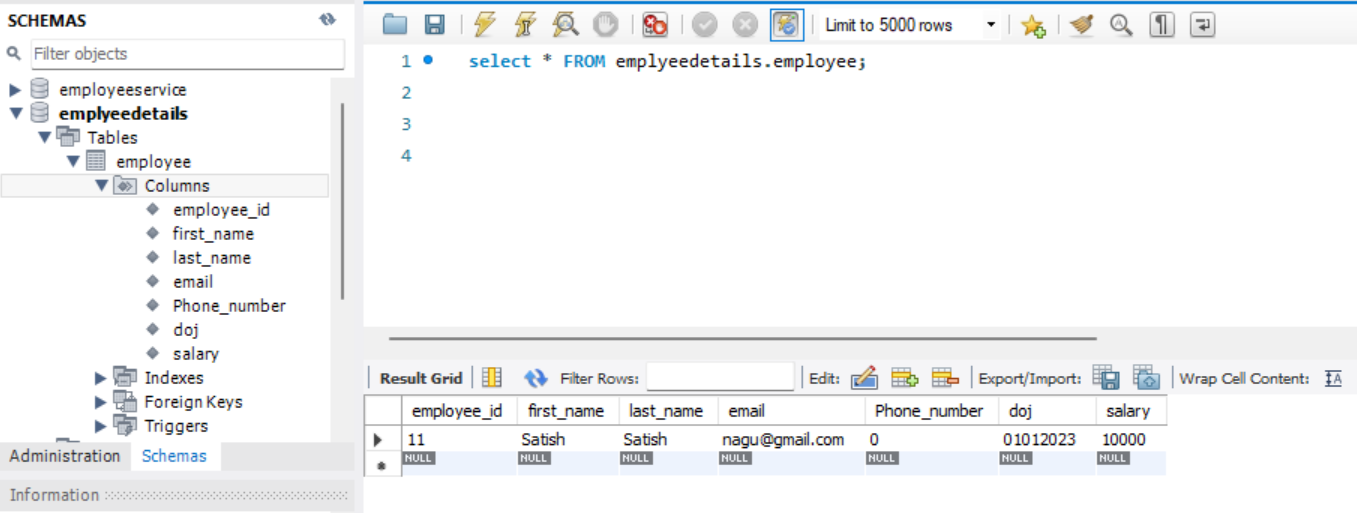 SCHEMAS
Filter objects
employeeservice
emplyeedetails
Tables
employee
Columns
employee_id
first_name
last_name
email
Phone_number
doj
salary
Indexes
Foreign Keys
Triggers
Administration Schemas
Information
Limit to 5000 rows
1 select * FROM emplyeedetails.employee;
2
3
4
Result Grid Filter Rows: Edit: Export/Import: Wrap Cell Content:
employee_id first_name last_name email Phone_number doj salary
11 Satish Satish nagu@gmail.com 0 01012023 10000
NULL NULL NULL NULL NULL NULL NULL